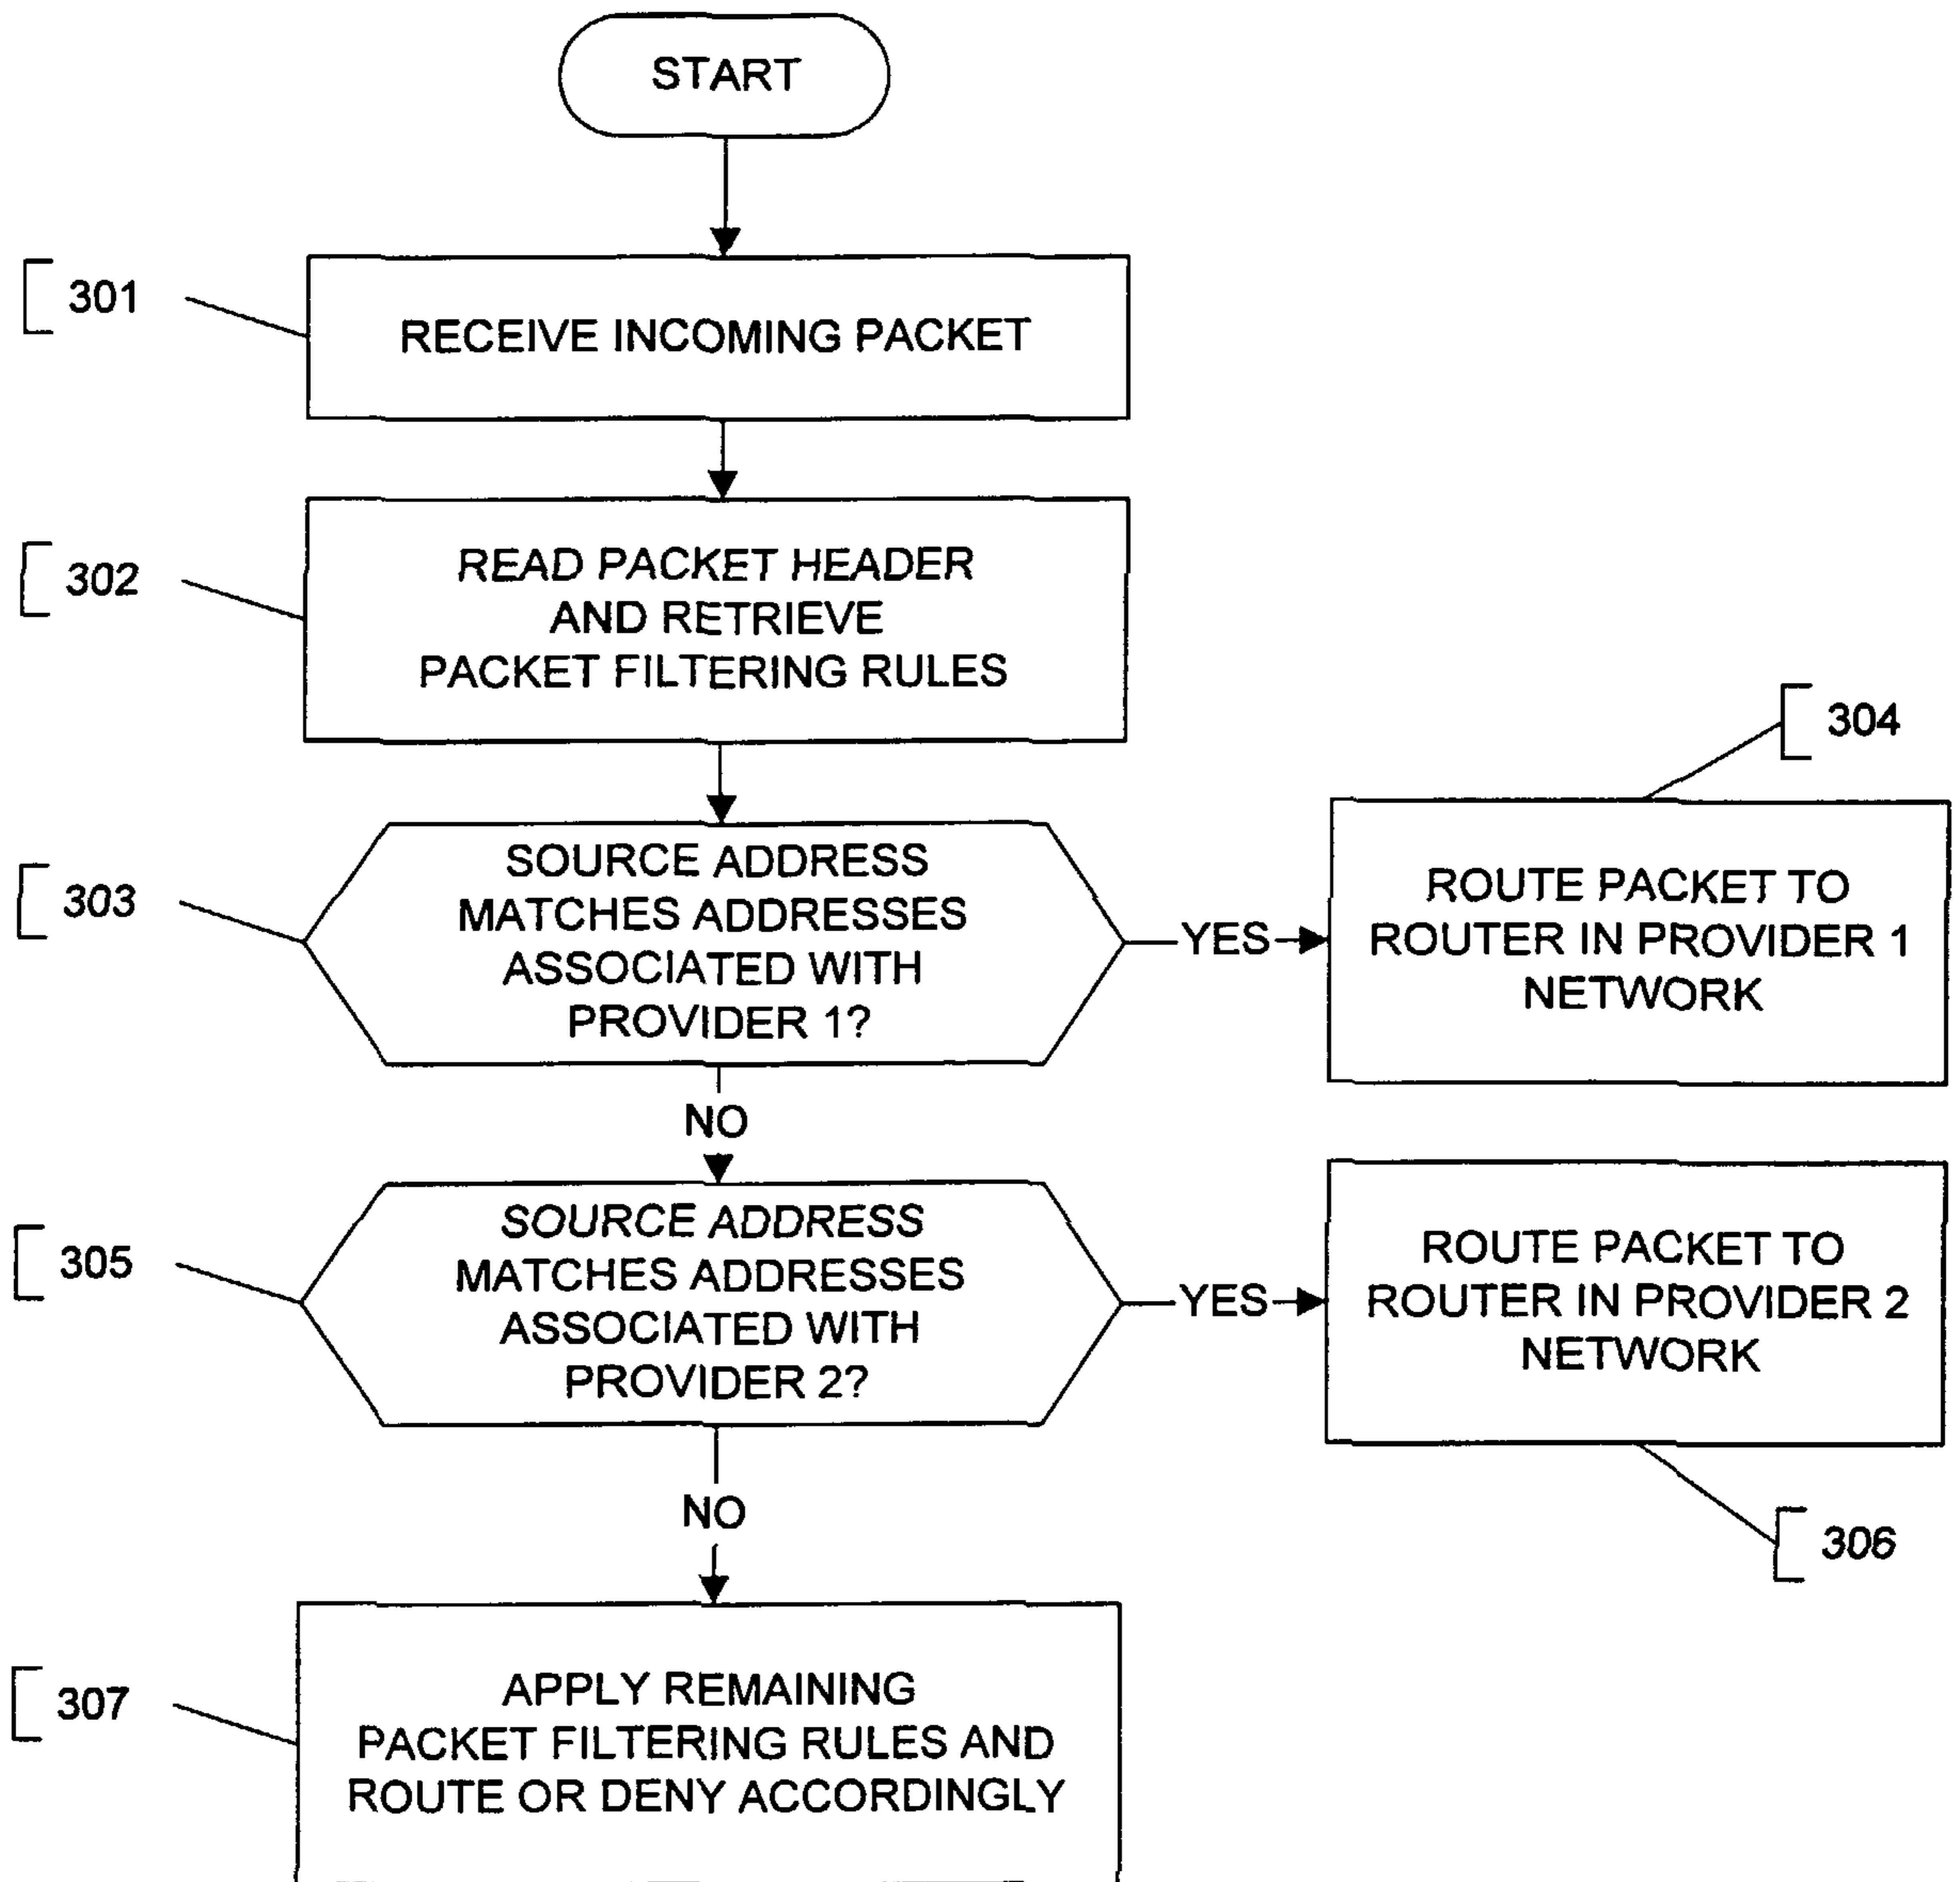 START
301
RECEIVE INCOMING PACKET
302
READ PACKET HEADER
AND RETRIEVE
PACKET FILTERING RULES
303
SOURCE ADDRESS
MATCHES ADDRESSES
ASSOCIATED WITH
PROVIDER 1?
YES
304
ROUTE PACKET TO
ROUTER IN PROVIDER 1
NETWORK
NO
305
SOURCE ADDRESS
MATCHES ADDRESSES
ASSOCIATED WITH
PROVIDER 2?
YES
ROUTE PACKET TO
ROUTER IN PROVIDER 2
NETWORK
306
NO
307
APPLY REMAINING
PACKET FILTERING RULES AND
ROUTE OR DENY ACCORDINGLY